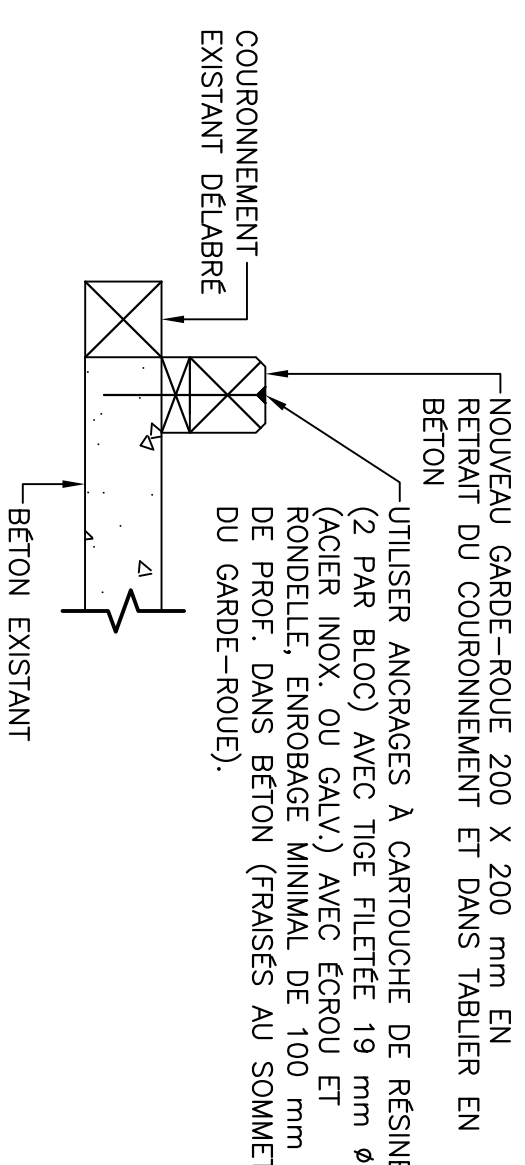 NOUVEAU GARDE-ROUE 200 X 200 mm EN
RETRAIT DU COURONNEMENT ET DANS TABLIER EN
BÉTON
UTILISER ANCRAGES À CARTOUCHE DE RÉSINE
(2 PAR BLOC) AVEC TIGE FILETÉE 19 mm ø
(ACIER INOX. OU GALV.) AVEC ÉCROU ET
RONDELLE, ENROBAGE MINIMAL DE 100 mm
DE PROF. DANS BÉTON (FRAISÉS AU SOMMET
DU GARDE-ROUE).
COURONNEMENT
EXISTANT DÉLABRÉ
BÉTON EXISTANT